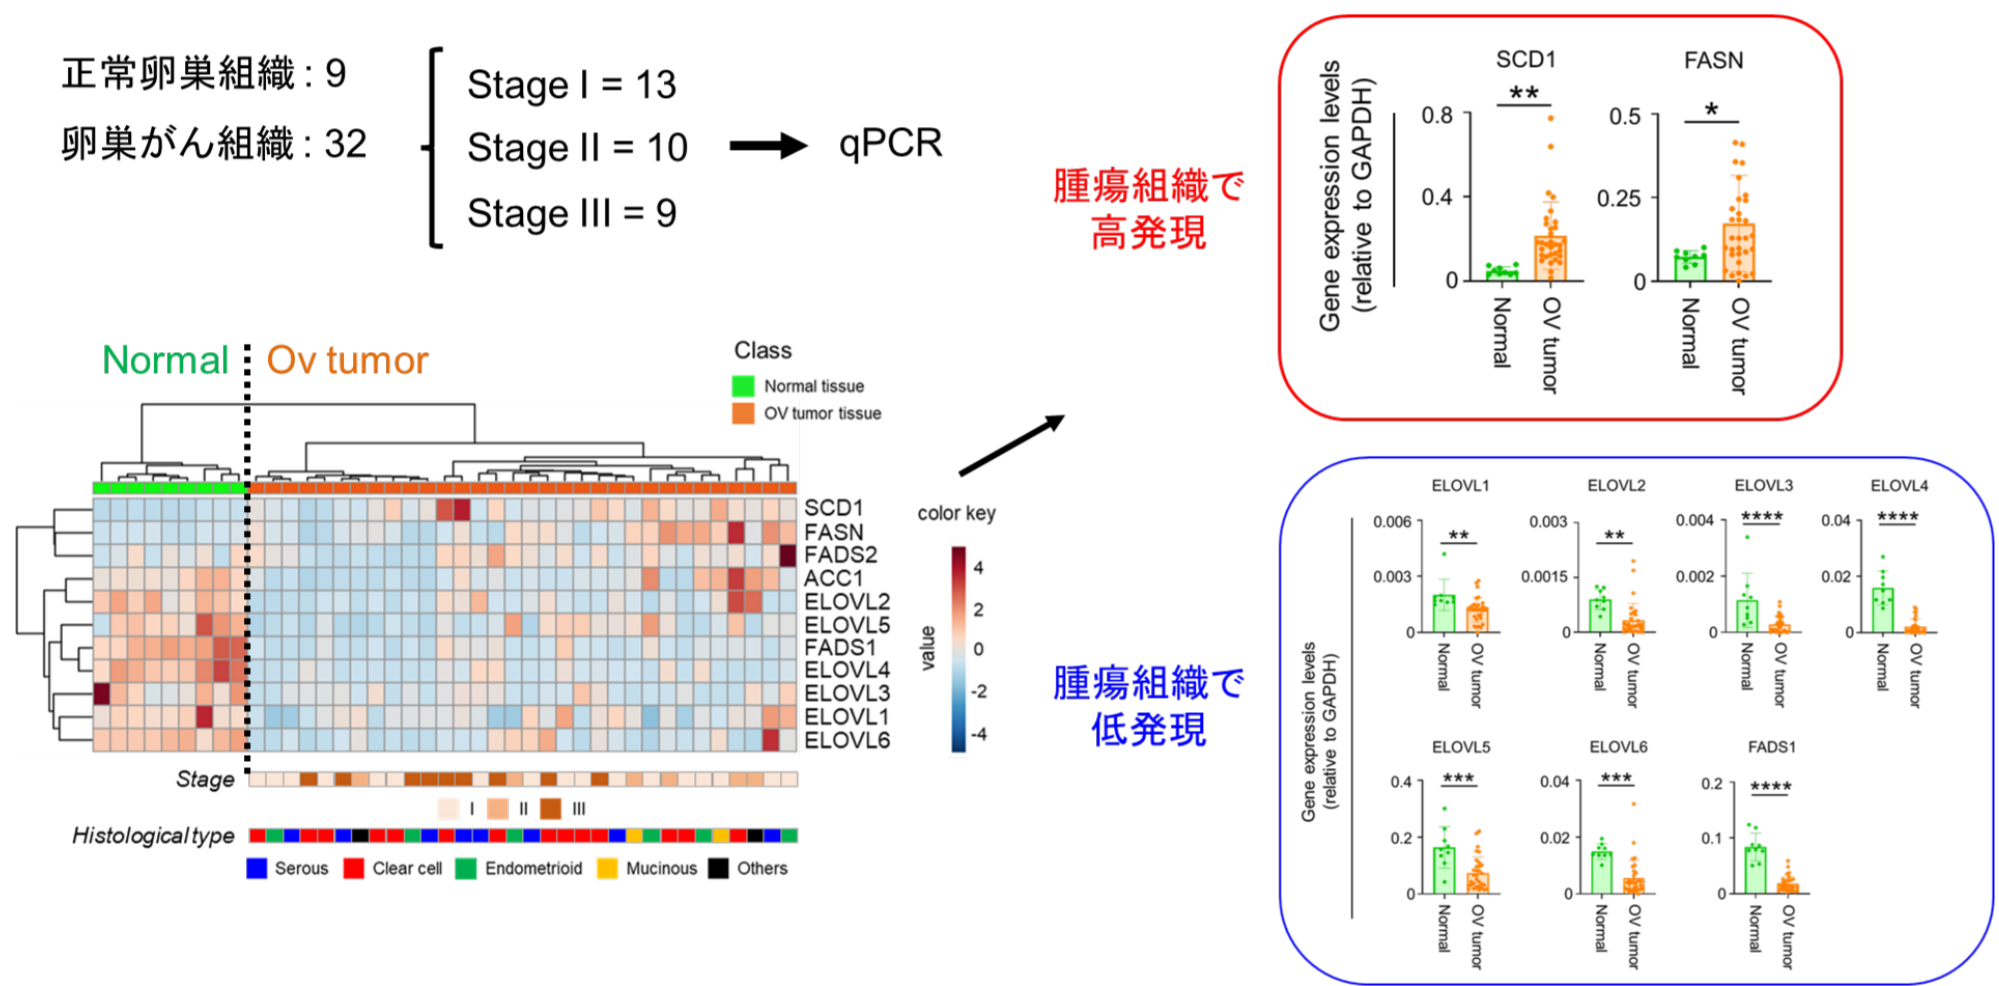 正常卵巣組織 : 9
卵巣がん組織 : 32
Stage I = 13
Stage II = 10
Stage III = 9
qPCR
Normal
Ov tumor
Class
Normal tissue
OV tumor tissue
SCD1
FASN
FADS2
ACC1
ELOVL2
ELOVL5
FADS1
ELOVL4
ELOVL3
ELOVL1
ELOVL6
color key
value
4
2
0
-2
-4
Stage
I
II
III
Histological type
Serous
Clear cell
Endometrioid
Mucinous
Others
腫瘍組織で
高発現
Gene expression levels
(relative to GAPDH)
SCD1
**
0.8
0.4
0
Normal
OV tumor
FASN
*
0.5
0.25
0
Normal
OV tumor
腫瘍組織で
低発現
Gene expression levels
(relative to GAPDH)
ELOVL1
**
0.006
0.003
0
Normal
OV tumor
ELOVL2
**
0.003
0.0015
0
Normal
OV tumor
ELOVL3
****
0.004
0.002
0
Normal
OV tumor
ELOVL4
****
0.04
0.02
0
Normal
OV tumor
ELOVL5
***
0.4
0.2
0
Normal
OV tumor
ELOVL6
***
0.04
0.02
0
Normal
OV tumor
FADS1
****
0.2
0.1
0
Normal
OV tumor